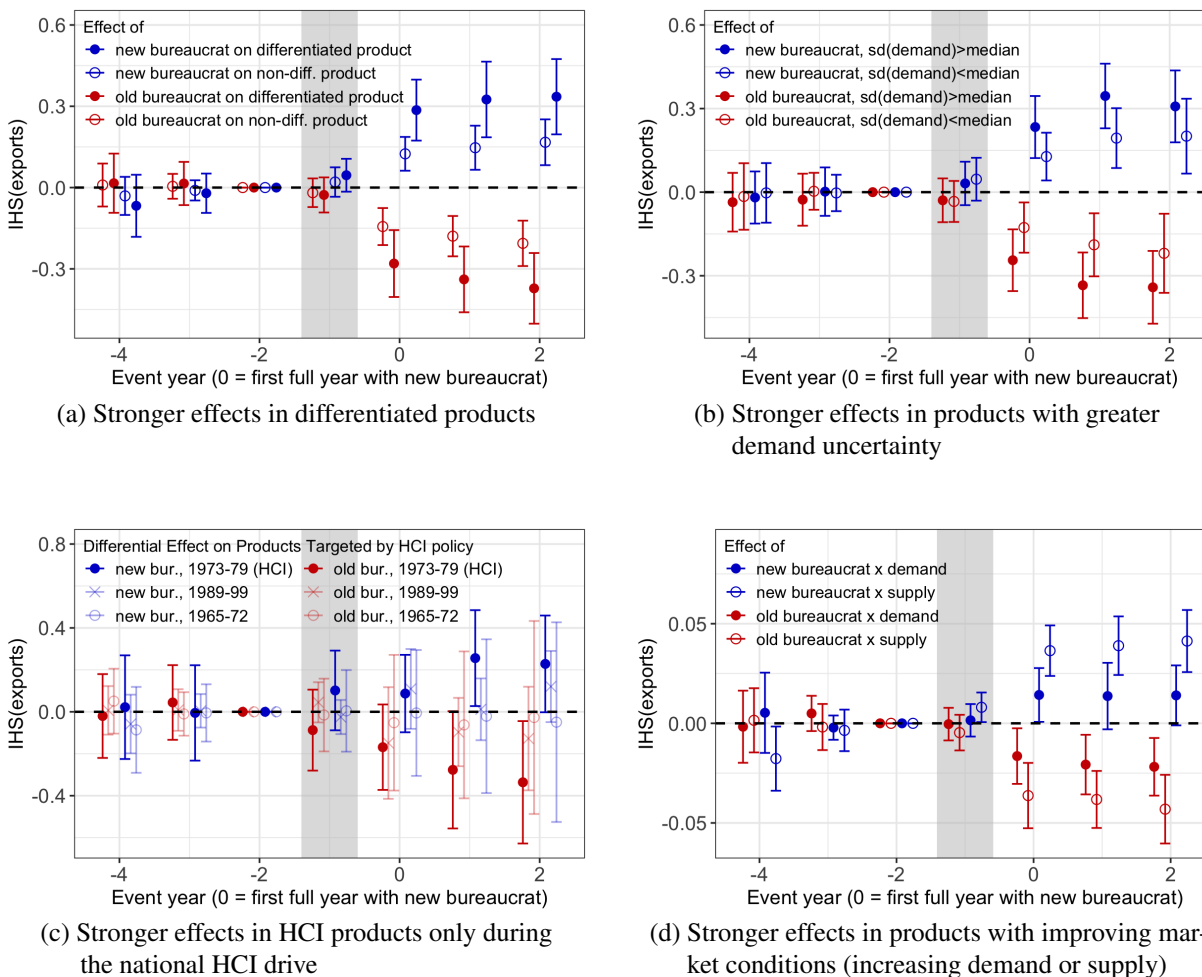 0.6
0.3
0.0
-0.3
IHS(exports)
Effect of
new bureaucrat on differentiated product
new bureaucrat on non-diff. product
old bureaucrat on differentiated product
old bureaucrat on non-diff. product
-4
-2
0
2
Event year (0 = first full year with new bureaucrat)
(a) Stronger effects in differentiated products
0.6
0.3
0.0
-0.3
IHS(exports)
Effect of
new bureaucrat, sd(demand)>median
new bureaucrat, sd(demand)<median
old bureaucrat, sd(demand)>median
old bureaucrat, sd(demand)<median
-4
-2
0
2
Event year (0 = first full year with new bureaucrat)
(b) Stronger effects in products with greater
demand uncertainty
0.8
0.4
0.0
-0.4
IHS(exports)
Differential Effect on Products Targeted by HCI policy
new bur., 1973-79 (HCI)
new bur., 1989-99
new bur., 1965-72
old bur., 1973-79 (HCI)
old bur., 1989-99
old bur., 1965-72
-4
-2
0
2
Event year (0 = first full year with new bureaucrat)
(c) Stronger effects in HCI products only during
the national HCI drive
0.05
0.00
-0.05
IHS(exports)
Effect of
new bureaucrat x demand
new bureaucrat x supply
old bureaucrat x demand
old bureaucrat x supply
-4
-2
0
2
Event year (0 = first full year with new bureaucrat)
(d) Stronger effects in products with improving mar-
ket conditions (increasing demand or supply)